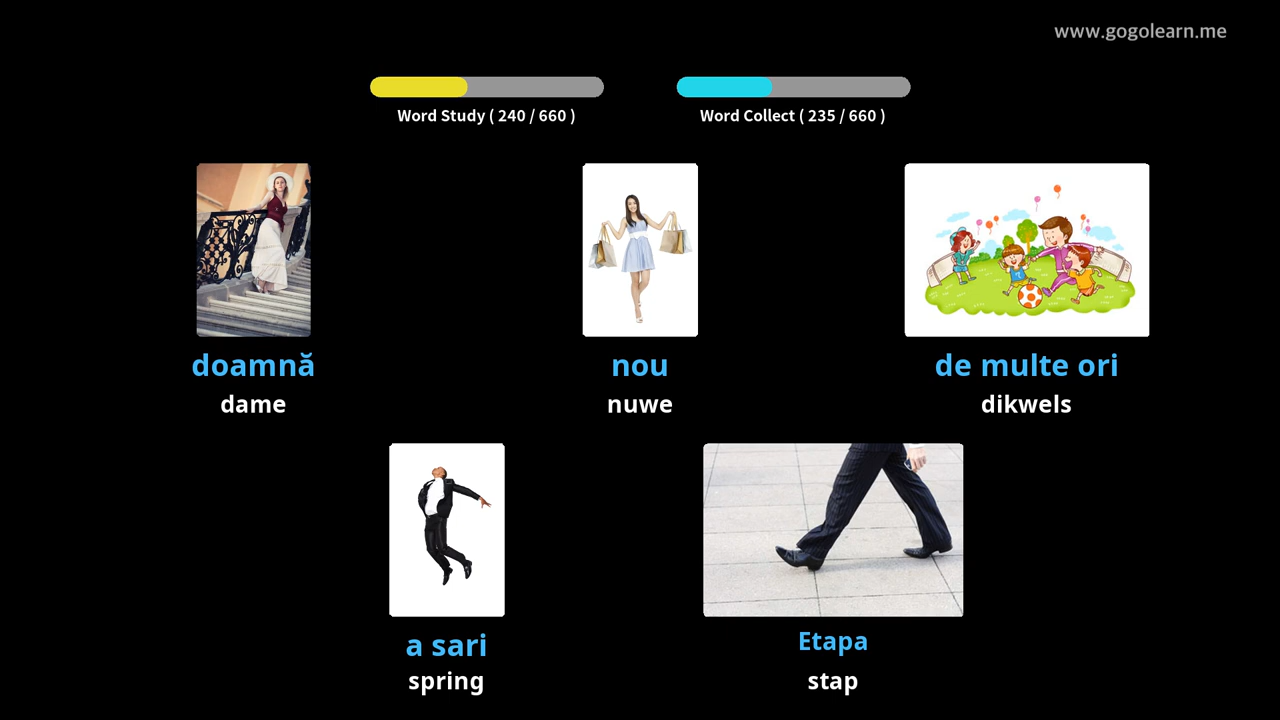 www.gogolearn.me
Word Study ( 240 / 660 )
Word Collect ( 235 / 660 )
doamnă
dame
nou
nuwe
de multe ori
dikwels
a sari
spring
Etapa
stap